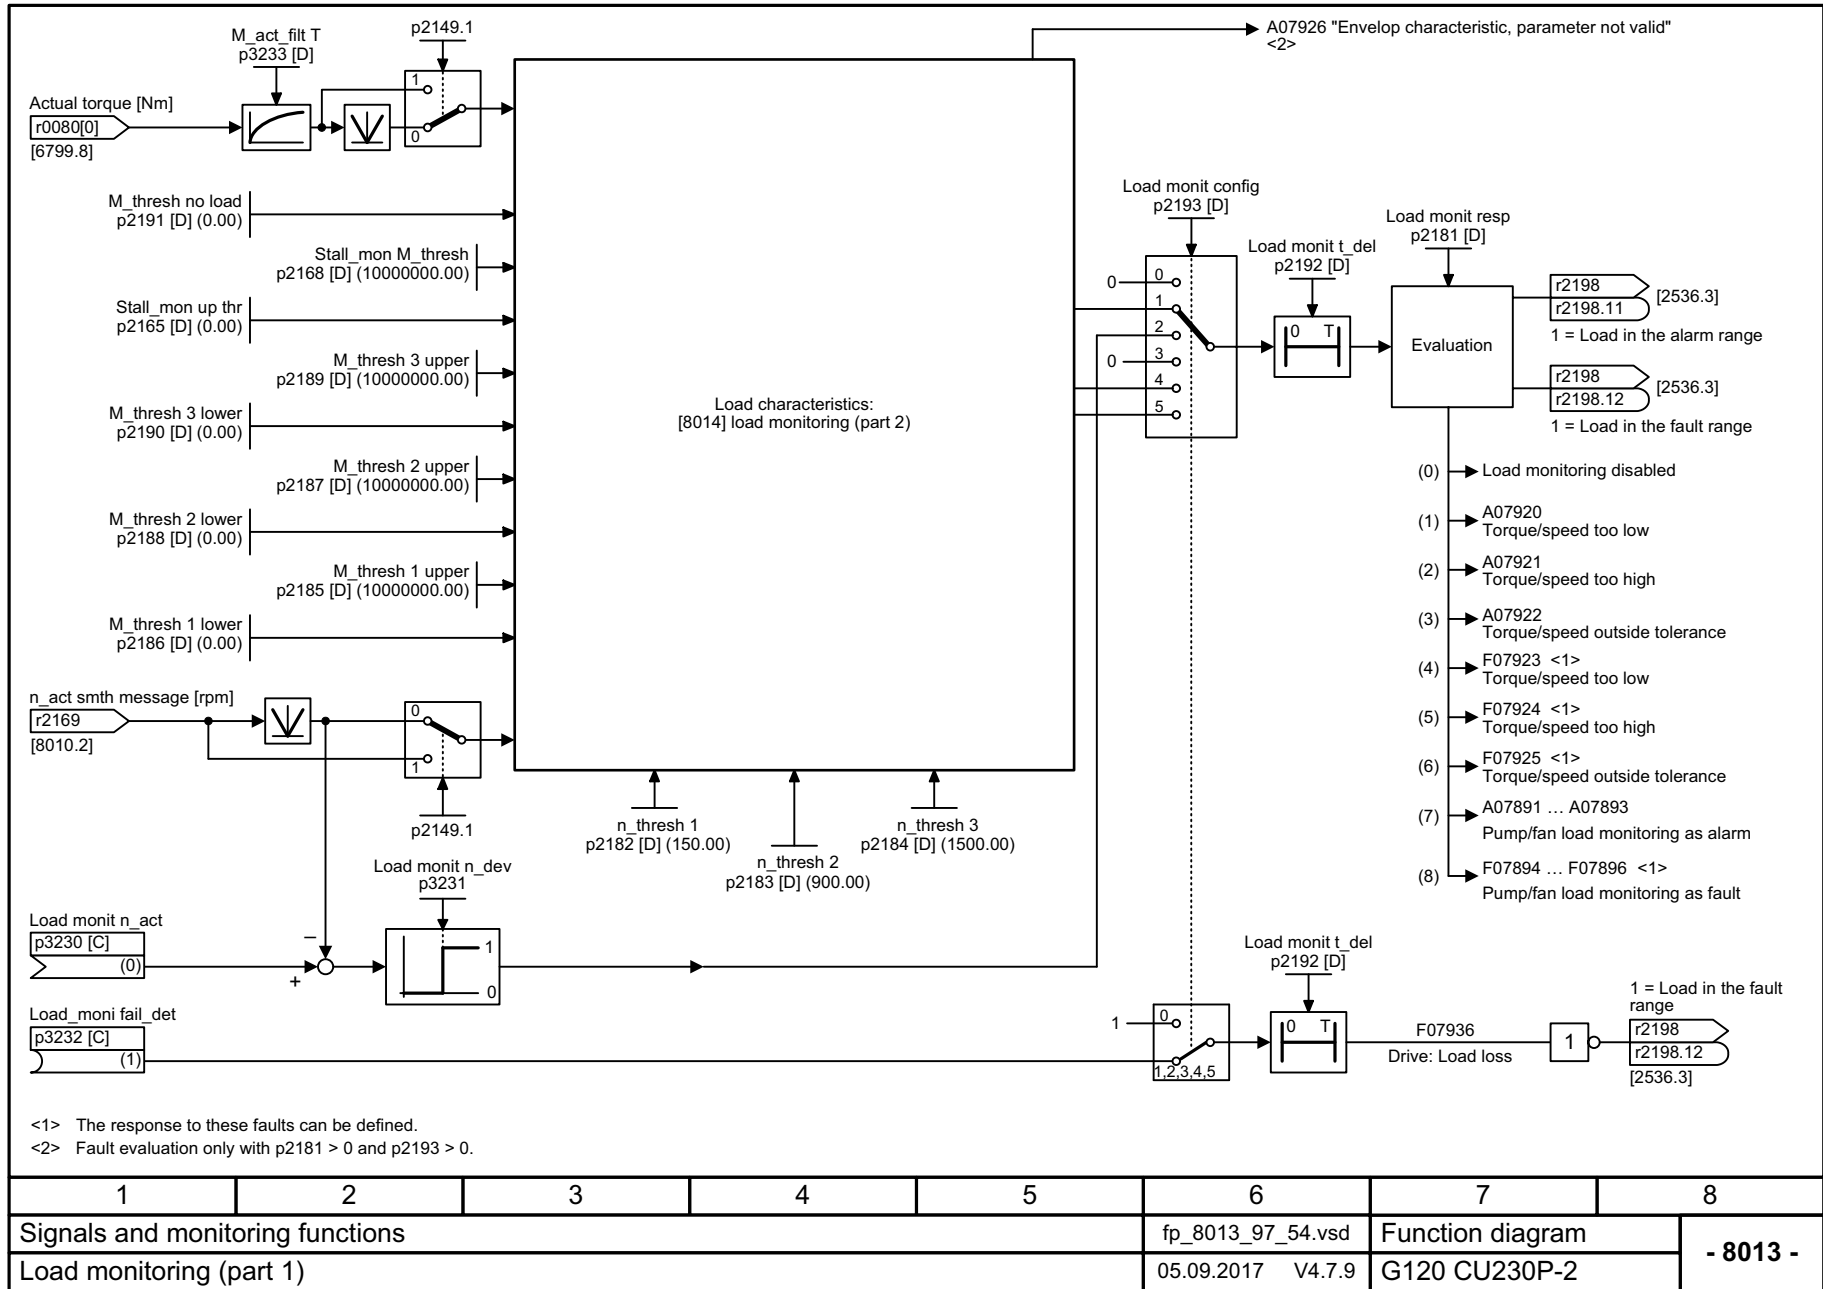 p2149.1
A07926 "Envelop characteristic, parameter not valid"
<2>
M_act_filt T
p3233 [D]
1
0
Actual torque [Nm]
r0080[0]
[6799.8]
M_thresh no load
p2191 [D] (0.00)
Stall_mon M_thresh
p2168 [D] (10000000.00)
Stall_mon up thr
p2165 [D] (0.00)
M_thresh 3 upper
p2189 [D] (10000000.00)
M_thresh 3 lower
p2190 [D] (0.00)
M_thresh 2 upper
p2187 [D] (10000000.00)
M_thresh 2 lower
p2188 [D] (0.00)
M_thresh 1 upper
p2185 [D] (10000000.00)
M_thresh 1 lower
p2186 [D] (0.00)
Load characteristics:
[8014] load monitoring (part 2)
n_act smth message [rpm]
r2169
[8010.2]
0
1
p2149.1
n_thresh 1
p2182 [D] (150.00)
n_thresh 2
p2183 [D] (900.00)
n_thresh 3
p2184 [D] (1500.00)
Load monit config
p2193 [D]
0
0
1
2
0
3
4
5
Load monit t_del
p2192 [D]
0 T
Load monit resp
p2181 [D]
Evaluation
r2198
r2198.11
[2536.3]
1 = Load in the alarm range
r2198
r2198.12
[2536.3]
1 = Load in the fault range
(0) Load monitoring disabled
(1) A07920
Torque/speed too low
(2) A07921
Torque/speed too high
(3) A07922
Torque/speed outside tolerance
(4) F07923 <1>
Torque/speed too low
(5) F07924 <1>
Torque/speed too high
(6) F07925 <1>
Torque/speed outside tolerance
(7) A07891 … A07893
Pump/fan load monitoring as alarm
(8) F07894 … F07896 <1>
Pump/fan load monitoring as fault
Load monit n_dev
p3231
1
0
Load monit n_act
p3230 [C]
(0)
–
+
Load_moni fail_det
p3232 [C]
(1)
1
0
1,2,3,4,5
Load monit t_del
p2192 [D]
0 T
F07936
Drive: Load loss
1
1 = Load in the fault
range
r2198
r2198.12
[2536.3]
<1> The response to these faults can be defined.
<2> Fault evaluation only with p2181 > 0 and p2193 > 0.
1 2 3 4 5 6 7 8
Signals and monitoring functions
fp_8013_97_54.vsd
Function diagram
- 8013 -
Load monitoring (part 1)
05.09.2017 V4.7.9
G120 CU230P-2